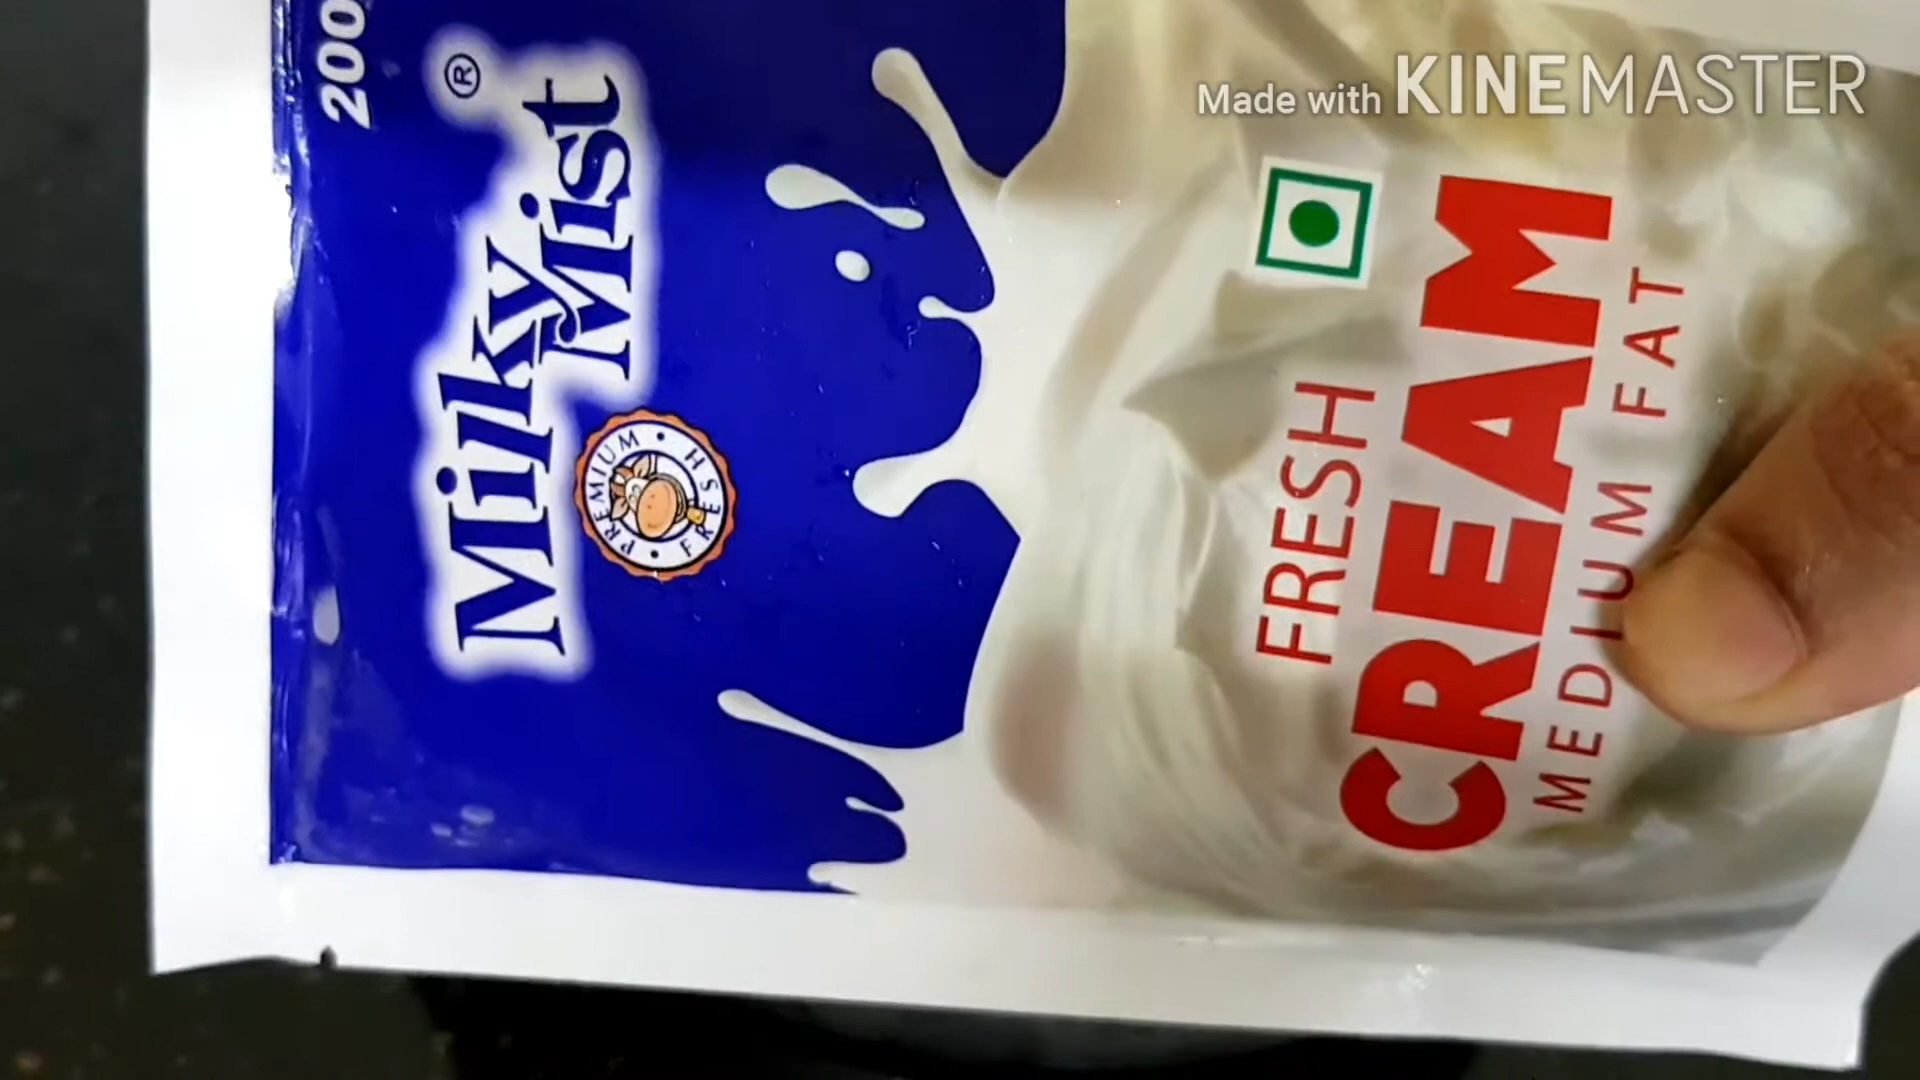 Made with KINEMASTER
200
Milky
Mist®
PREMIUM • FRESH •
FRESH
CREAM
MEDIUM FAT